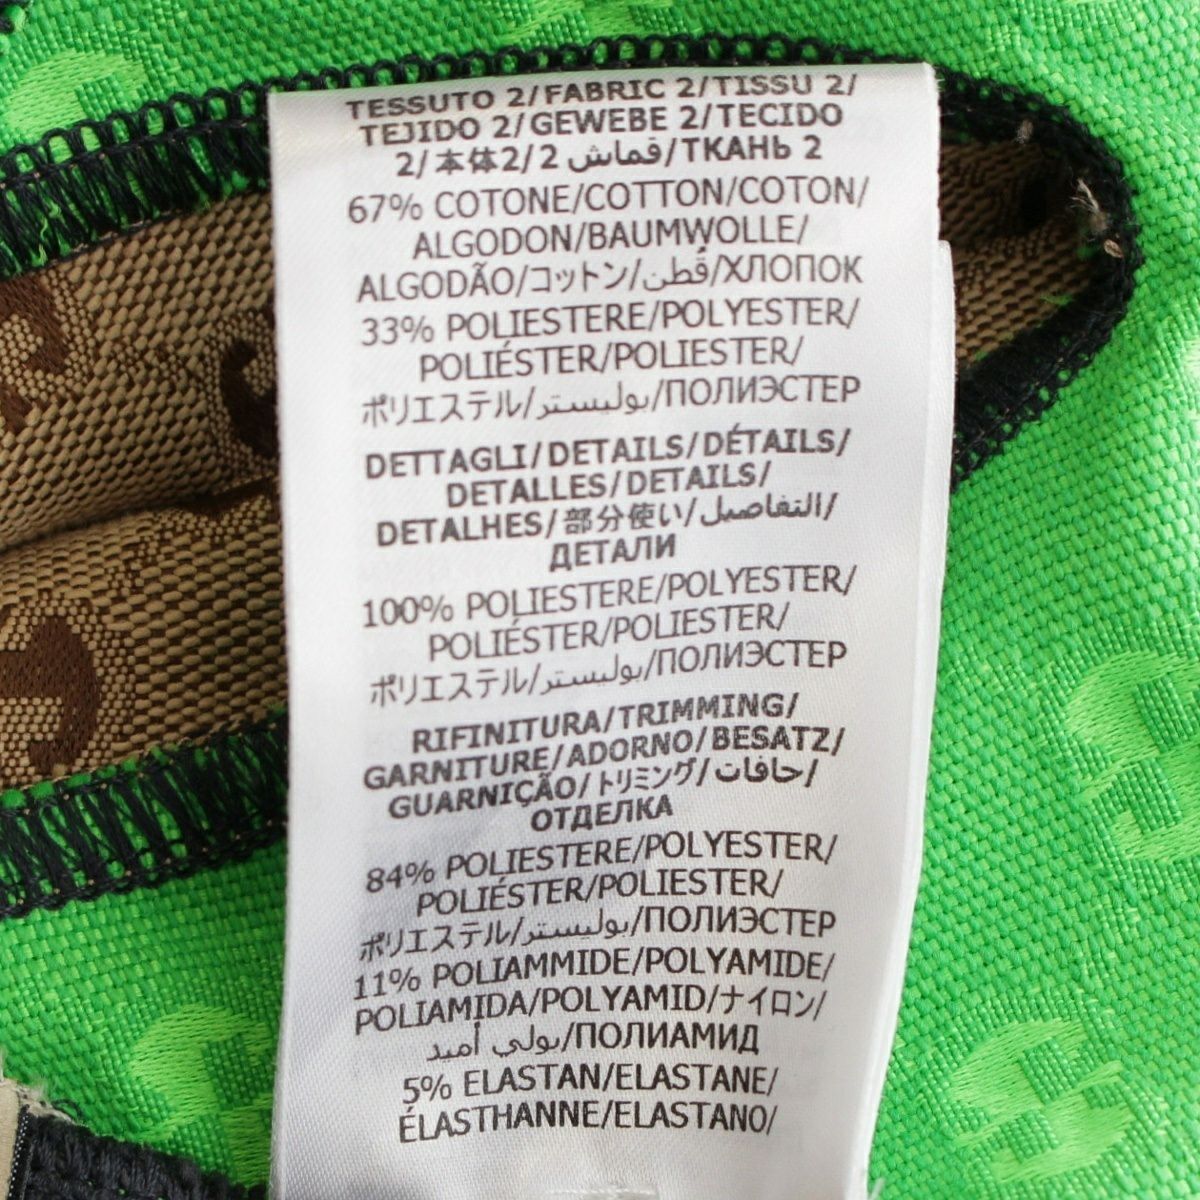 TESSUTO 2/FABRIC 2/TISSU 2/
TEJIDO 2/GEWEBE 2/TECIDO
2/本体2/2 قماش/ТКАНЬ 2
67% COTONE/COTTON/COTON/
ALGODON/BAUMWOLLE/
ALGODÃO/コットン/قطن/ХЛОПОК
33% POLIESTERE/POLYESTER/
POLIÉSTER/POLIESTER/
ポリエステル/بوليستر/ПОЛИЭСТЕР
DETTAGLI/DETAILS/DÉTAILS/
DETALLES/DETAILS/
DETALHES/部分使い/التفاصيل/
ДЕТАЛИ
100% POLIESTERE/POLYESTER/
POLIÉSTER/POLIESTER/
ポリエステル/بوليستر/ПОЛИЭСТЕР
RIFINITURA/TRIMMING/
GARNITURE/ADORNO/BESATZ/
GUARNIÇÃO/トリミング/حافات/
ОТДЕЛКА
84% POLIESTERE/POLYESTER/
POLIÉSTER/POLIESTER/
ポリエステル/بوليستر/ПОЛИЭСТЕР
11% POLIAMMIDE/POLYAMIDE/
POLIAMIDA/POLYAMID/ナイロン/
بولي أميد/ПОЛИАМИД
5% ELASTAN/ELASTANE/
ÉLASTHANNE/ELASTANO/